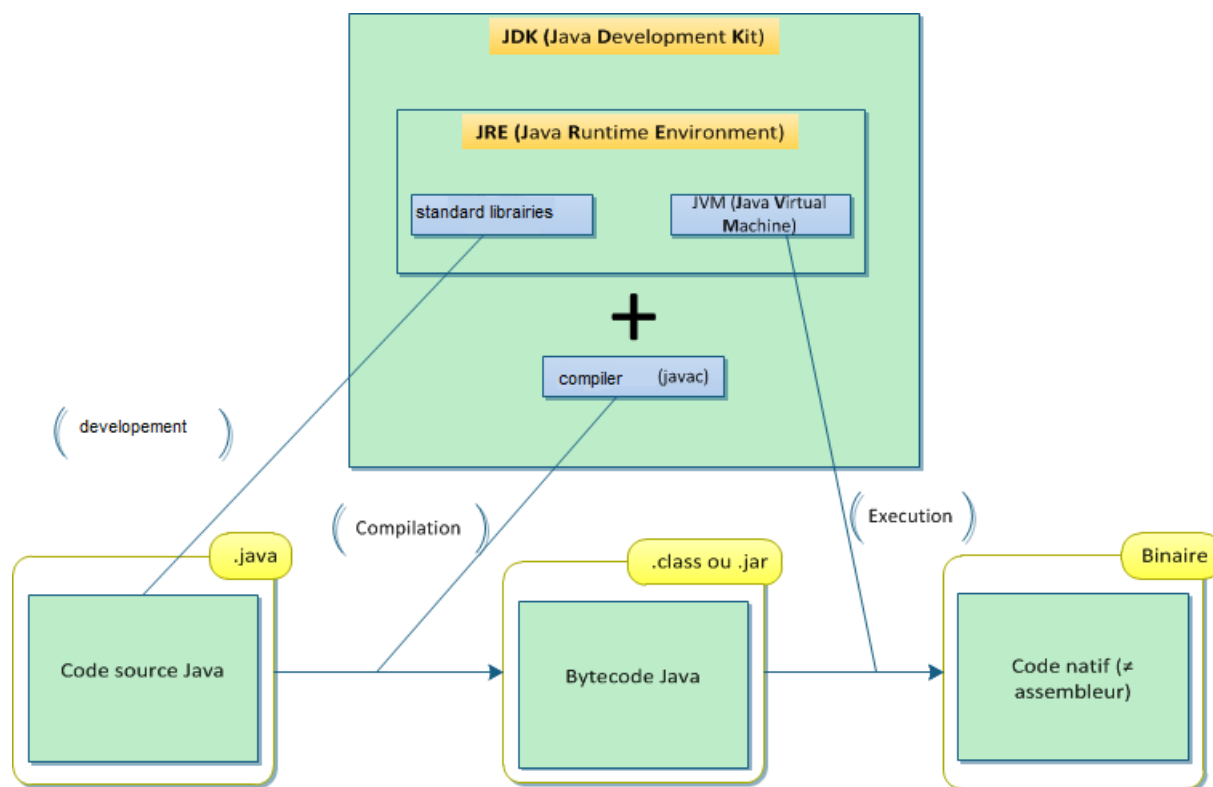 JDK (Java Development Kit)
JRE (Java Runtime Environment)
standard librairies
JVM (Java Virtual
Machine)
+
compiler (javac)
( developement )
( Compilation )
( Execution )
.java
.class ou .jar
Binaire
Code source Java
Bytecode Java
Code natif (≠
assembleur)